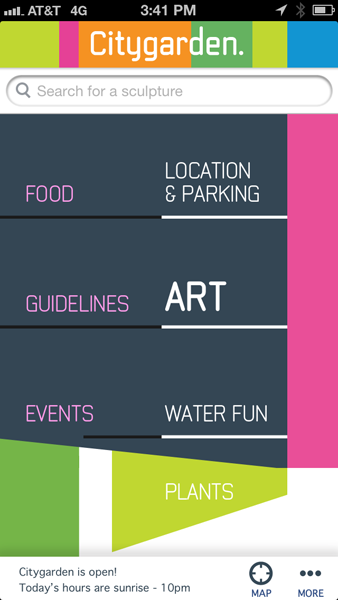 AT&T 4G 3:41 PM
Citygarden.
Search for a sculpture
FOOD
LOCATION
& PARKING
GUIDELINES
ART
EVENTS
WATER FUN
PLANTS
Citygarden is open!
Today's hours are sunrise - 10pm
MAP
MORE